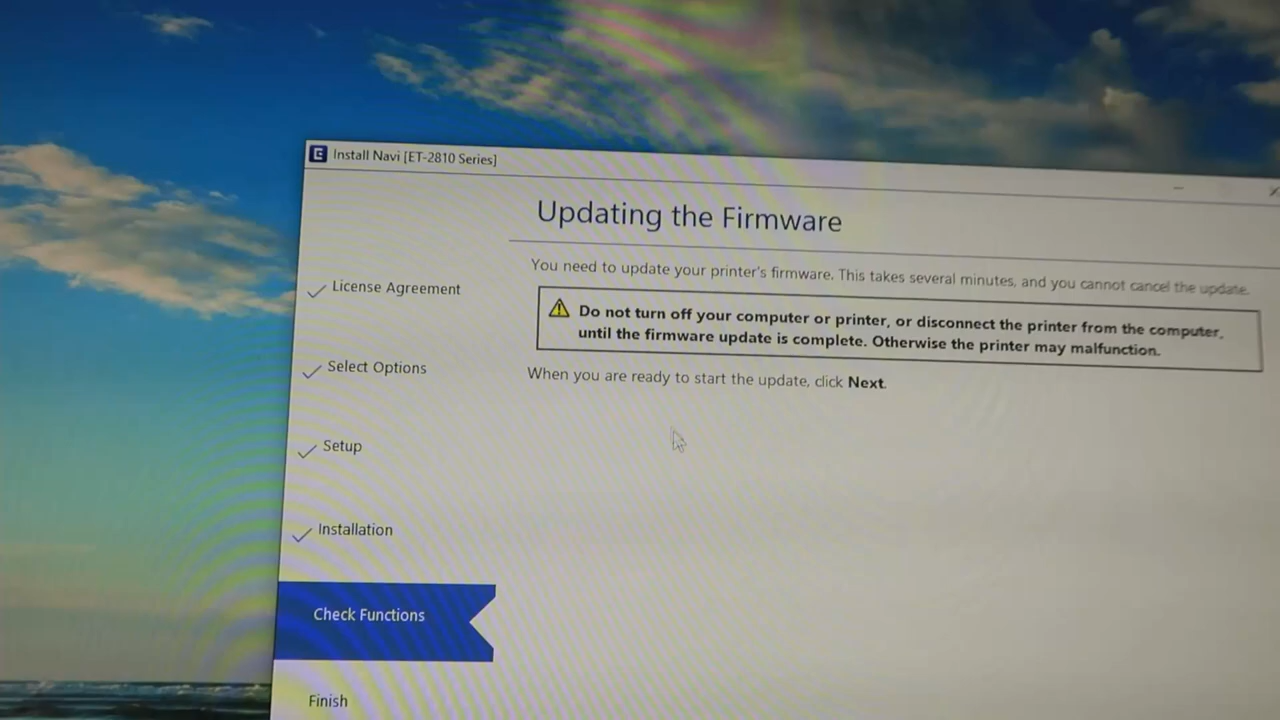 Install Navi [ET-2810 Series]
Updating the Firmware
You need to update your printer's firmware. This takes several minutes, and you cannot cancel the update.
Do not turn off your computer or printer, or disconnect the printer from the computer,
until the firmware update is complete. Otherwise the printer may malfunction.
When you are ready to start the update, click Next.
License Agreement
Select Options
Setup
Installation
Check Functions
Finish